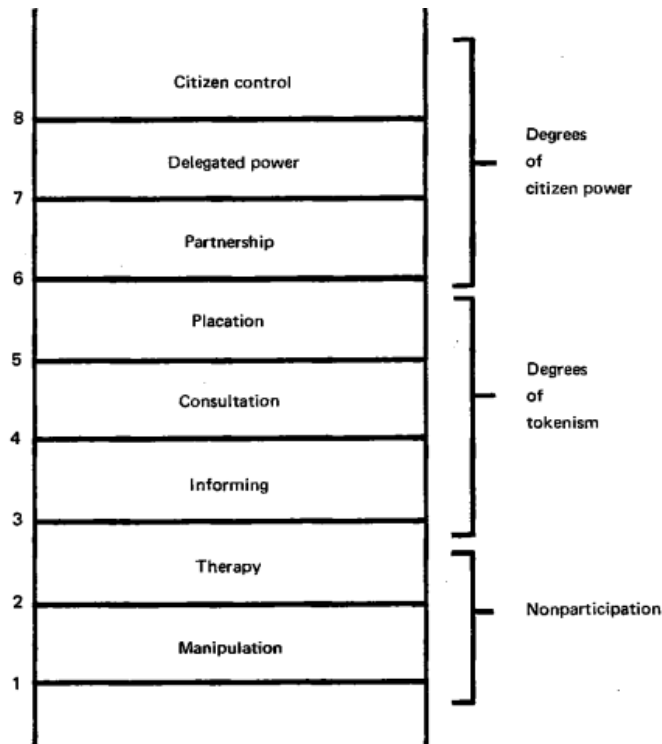 Citizen control
8
Delegated power
7
Partnership
6
Placation
5
Consultation
4
Informing
3
Therapy
2
Manipulation
1
Degrees
of
citizen power
Degrees
of
tokenism
Nonparticipation